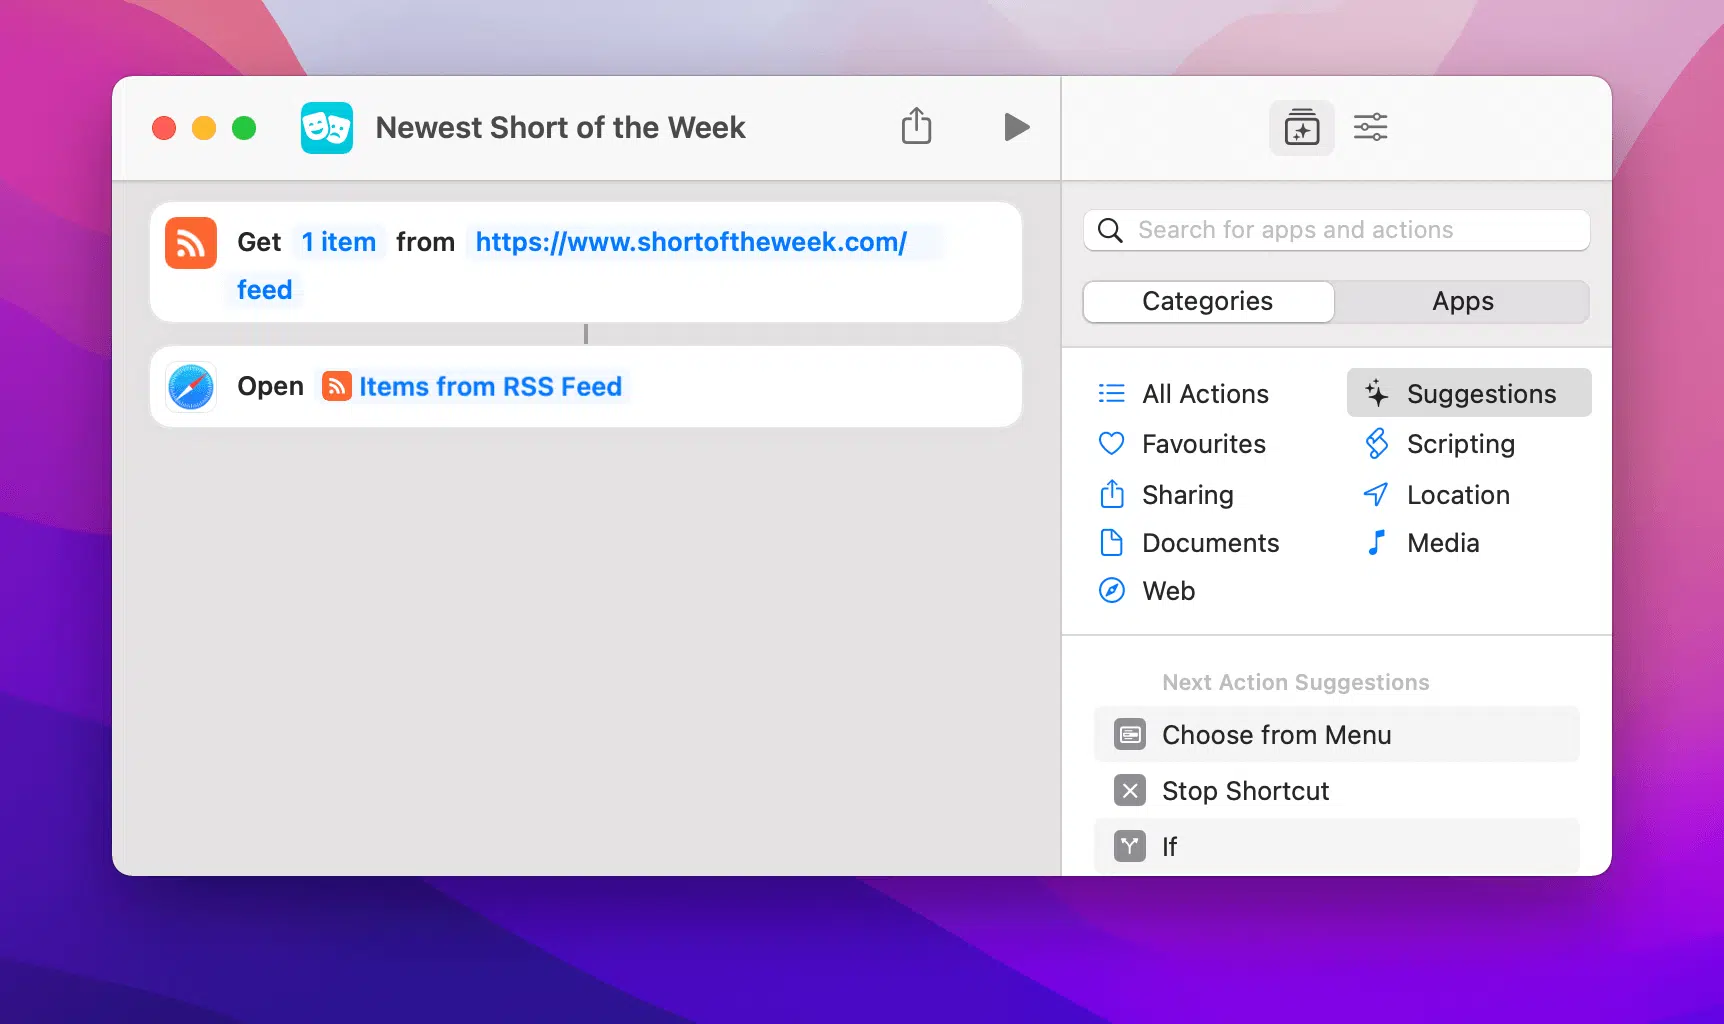 Newest Short of the Week
Get 1 item from https://www.shortoftheweek.com/
feed
Open Items from RSS Feed
Search for apps and actions
Categories Apps
All Actions Suggestions
Favourites Scripting
Sharing Location
Documents Media
Web
Next Action Suggestions
Choose from Menu
Stop Shortcut
If